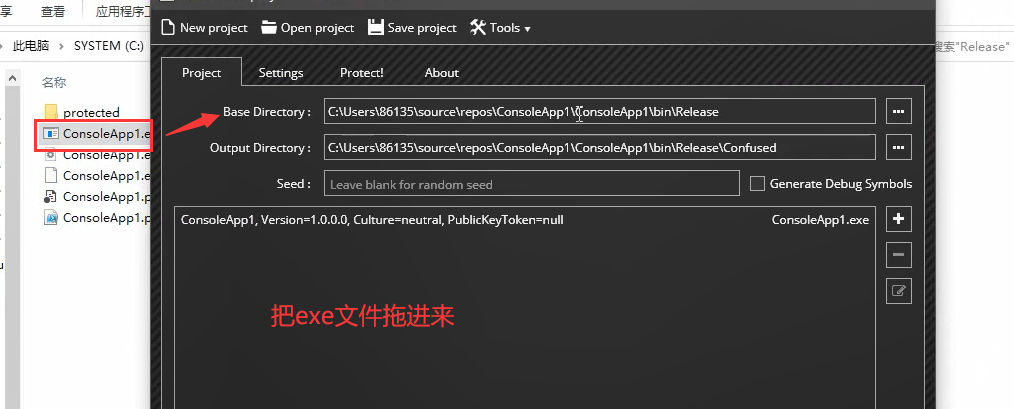 享 查看 应用程序工
New project Open project Save project Tools
此电脑 > SYSTEM (C:)
搜索"Release"
Project Settings Protect! About
名称
protected
ConsoleApp1.e
ConsoleApp1.e
ConsoleApp1.e
ConsoleApp1.p
ConsoleApp1.p
Base Directory : C:\Users\86135\source\repos\ConsoleApp1\ConsoleApp1\bin\Release
Output Directory : C:\Users\86135\source\repos\ConsoleApp1\ConsoleApp1\bin\Release\Confused
Seed : Leave blank for random seed Generate Debug Symbols
ConsoleApp1, Version=1.0.0.0, Culture=neutral, PublicKeyToken=null ConsoleApp1.exe
把exe文件拖进来